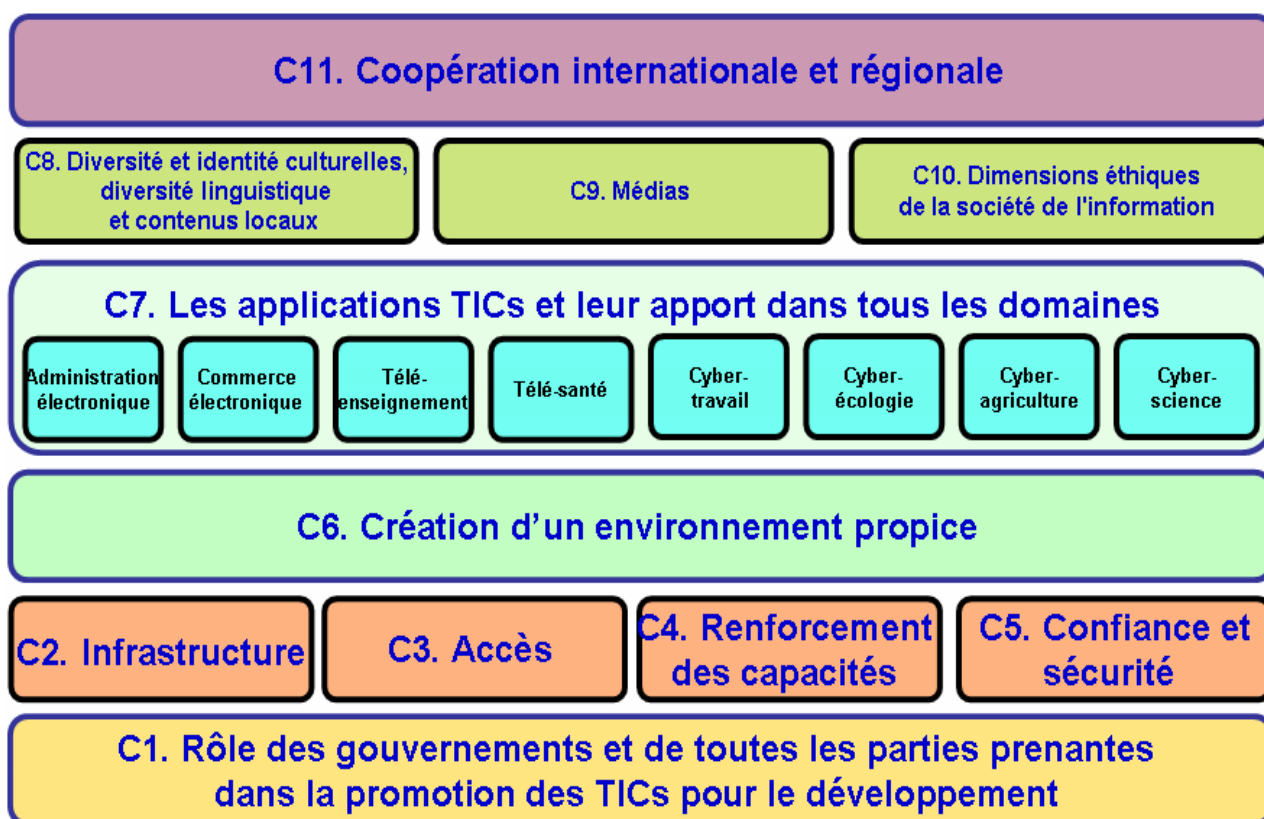 C11. Coopération internationale et régionale
C8. Diversité et identité culturelles,
diversité linguistique
et contenus locaux
C9. Médias
C10. Dimensions éthiques
de la société de l'information
C7. Les applications TICs et leur apport dans tous les domaines
Administration
électronique
Commerce
électronique
Télé-
enseignement
Télé-santé
Cyber-
travail
Cyber-
écologie
Cyber-
agriculture
Cyber-
science
C6. Création d’un environnement propice
C2. Infrastructure
C3. Accès
C4. Renforcement
des capacités
C5. Confiance et
sécurité
C1. Rôle des gouvernements et de toutes les parties prenantes
dans la promotion des TICs pour le développement